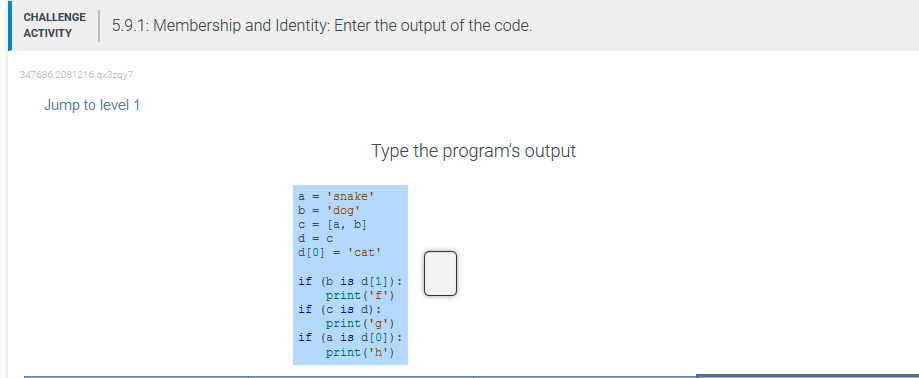 CHALLENGE
ACTIVITY
5.9.1: Membership and Identity: Enter the output of the code.
347686.2081216.qx3zqy7
Jump to level 1
Type the program's output
a = 'snake'
b = 'dog'
c = [a, b]
d = c
d[0] = 'cat'
if (b is d[1]):
    print('f')
if (c is d):
    print('g')
if (a is d[0]):
    print('h')